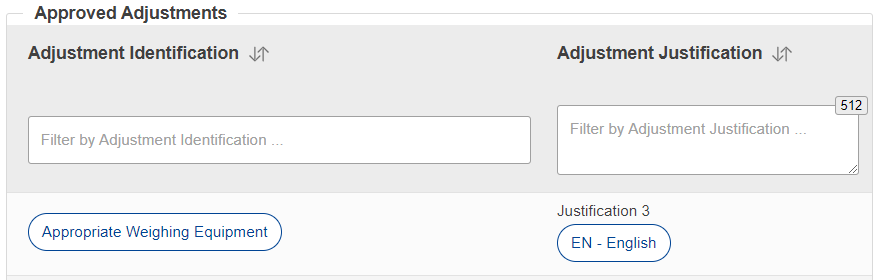 Approved Adjustments
Adjustment Identification
Adjustment Justification
512
Filter by Adjustment Identification ...
Filter by Adjustment Justification ...
Appropriate Weighing Equipment
Justification 3
EN - English